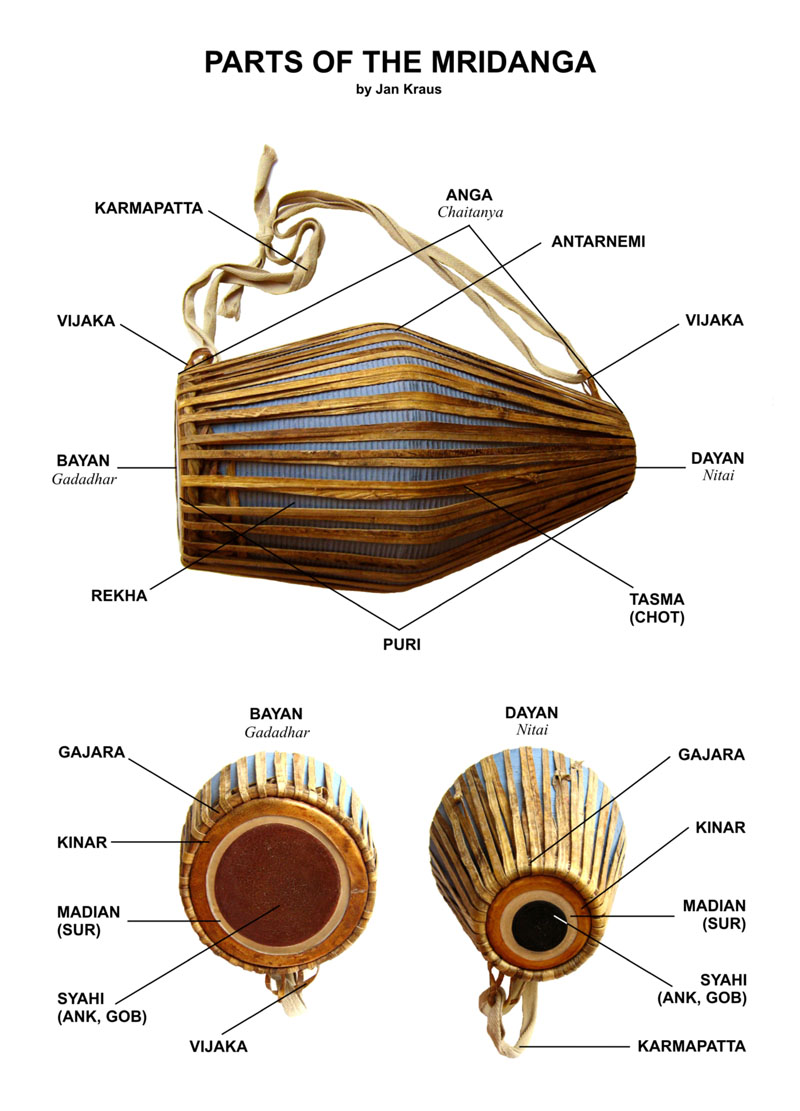 PARTS OF THE MRIDANGA
by Jan Kraus
KARMAPATTA
ANGA
Chaitanya
ANTARNEMI
VIJAKA
VIJAKA
BAYAN
Gadadhar
DAYAN
Nitai
REKHA
TASMA
(CHOT)
PURI
BAYAN
Gadadhar
DAYAN
Nitai
GAJARA
GAJARA
KINAR
KINAR
MADIAN
(SUR)
MADIAN
(SUR)
SYAHI
(ANK, GOB)
SYAHI
(ANK, GOB)
VIJAKA
KARMAPATTA